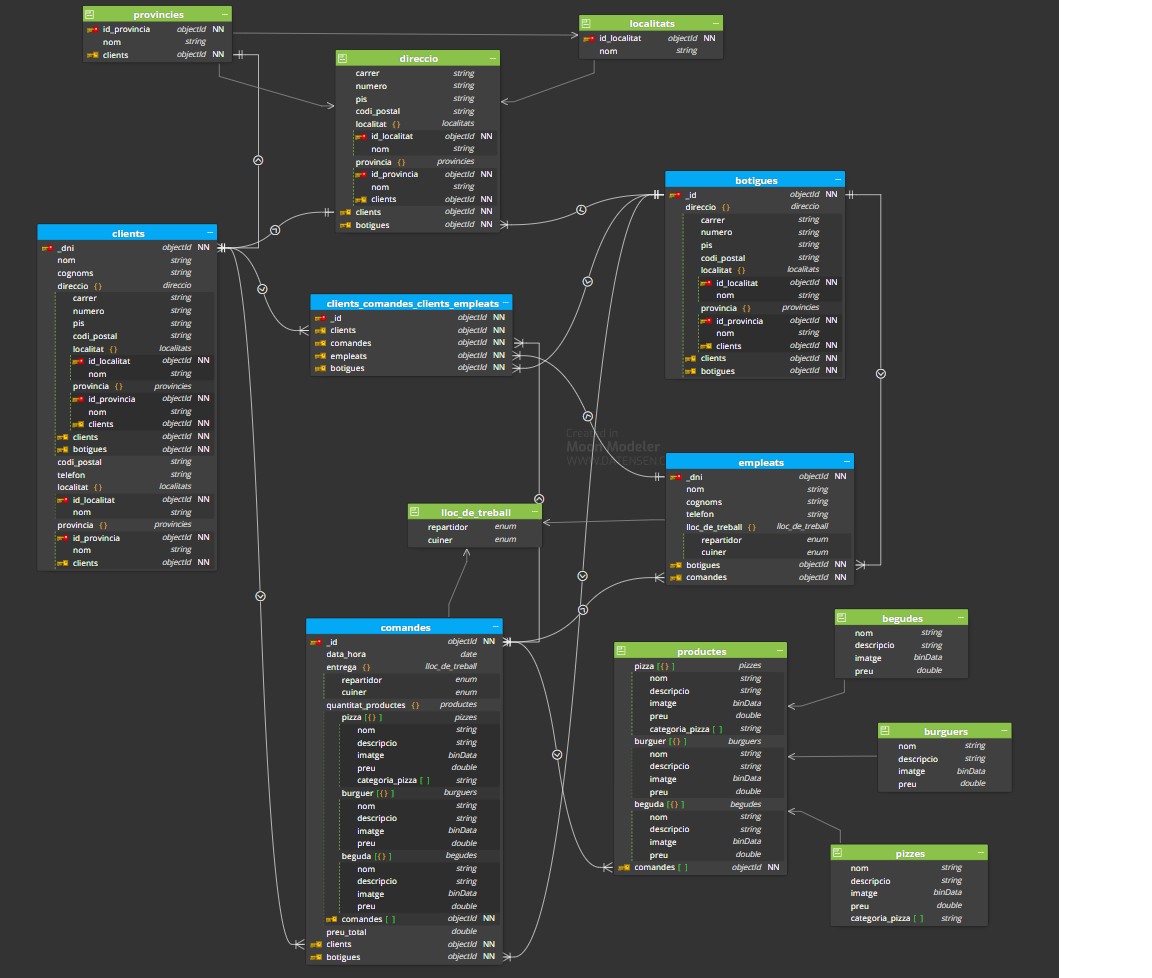 provincies
id_provincia objectId NN
nom string
clients objectId NN
localitats
id_localitat objectId NN
nom string
direccio
carrer string
numero string
pis string
codi_postal string
localitat {} localitats
id_localitat objectId NN
nom string
provincia {} provincies
id_provincia objectId NN
nom string
clients objectId NN
clients objectId NN
botigues objectId NN
botigues
_id objectId NN
direccio {} direccio
carrer string
numero string
pis string
codi_postal string
localitat {} localitats
id_localitat objectId NN
nom string
provincia {} provincies
id_provincia objectId NN
nom string
clients objectId NN
clients objectId NN
botigues objectId NN
clients
_dni objectId NN
nom string
cognoms string
direccio {} direccio
carrer string
numero string
pis string
codi_postal string
localitat {} localitats
id_localitat objectId NN
nom string
provincia {} provincies
id_provincia objectId NN
nom string
clients objectId NN
clients objectId NN
botigues objectId NN
codi_postal string
telefon string
localitat {} localitats
id_localitat objectId NN
nom string
provincia {} provincies
id_provincia objectId NN
nom string
clients objectId NN
clients_comandes_clients_empleats
_id objectId NN
clients objectId NN
comandes objectId NN
empleats objectId NN
botigues objectId NN
Created in
Moon Modeler
WWW.DATENSEN.C
empleats
_dni objectId NN
nom string
cognoms string
telefon string
lloc_de_treball {} lloc_de_treball
repartidor enum
cuiner enum
botigues objectId NN
comandes objectId NN
lloc_de_treball
repartidor enum
cuiner enum
comandes
_id objectId NN
data_hora date
entrega {} lloc_de_treball
repartidor enum
cuiner enum
quantitat_productes {} productes
pizza [{}] pizzes
nom string
descripcio string
imatge binData
preu double
categoria_pizza [ ] string
burguer [{}] burguers
nom string
descripcio string
imatge binData
preu double
beguda [{}] begudes
nom string
descripcio string
imatge binData
preu double
comandes [ ] objectId NN
preu_total double
clients objectId NN
botigues objectId NN
productes
pizza [{}] pizzes
nom string
descripcio string
imatge binData
preu double
categoria_pizza [ ] string
burguer [{}] burguers
nom string
descripcio string
imatge binData
preu double
beguda [{}] begudes
nom string
descripcio string
imatge binData
preu double
comandes [ ] objectId NN
begudes
nom string
descripcio string
imatge binData
preu double
burguers
nom string
descripcio string
imatge binData
preu double
pizzes
nom string
descripcio string
imatge binData
preu double
categoria_pizza [ ] string